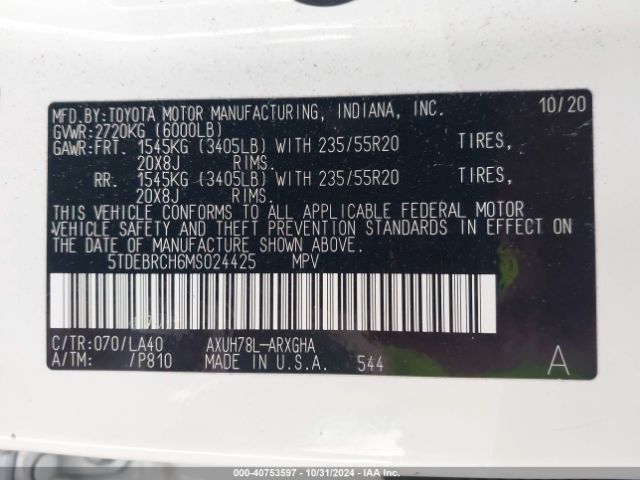 MFD.BY:TOYOTA MOTOR MANUFACTURING, INDIANA, INC. 10/20
GVWR:2720KG (6000LB)
GAWR:FRT. 1545KG (3405LB) WITH 235/55R20 TIRES,
20X8J RIMS.
RR. 1545KG (3405LB) WITH 235/55R20 TIRES,
20X8J RIMS.
THIS VEHICLE CONFORMS TO ALL APPLICABLE FEDERAL MOTOR
VEHICLE SAFETY AND THEFT PREVENTION STANDARDS IN EFFECT ON
THE DATE OF MANUFACTURE SHOWN ABOVE.
5TDEBRCH6MS024425 MPV
C/TR:070/LA40 AXUH78L-ARXGHA
A/TM: /P810 MADE IN U.S.A. 544 A
000-40753597 - 10/31/2024 - IAA Inc.